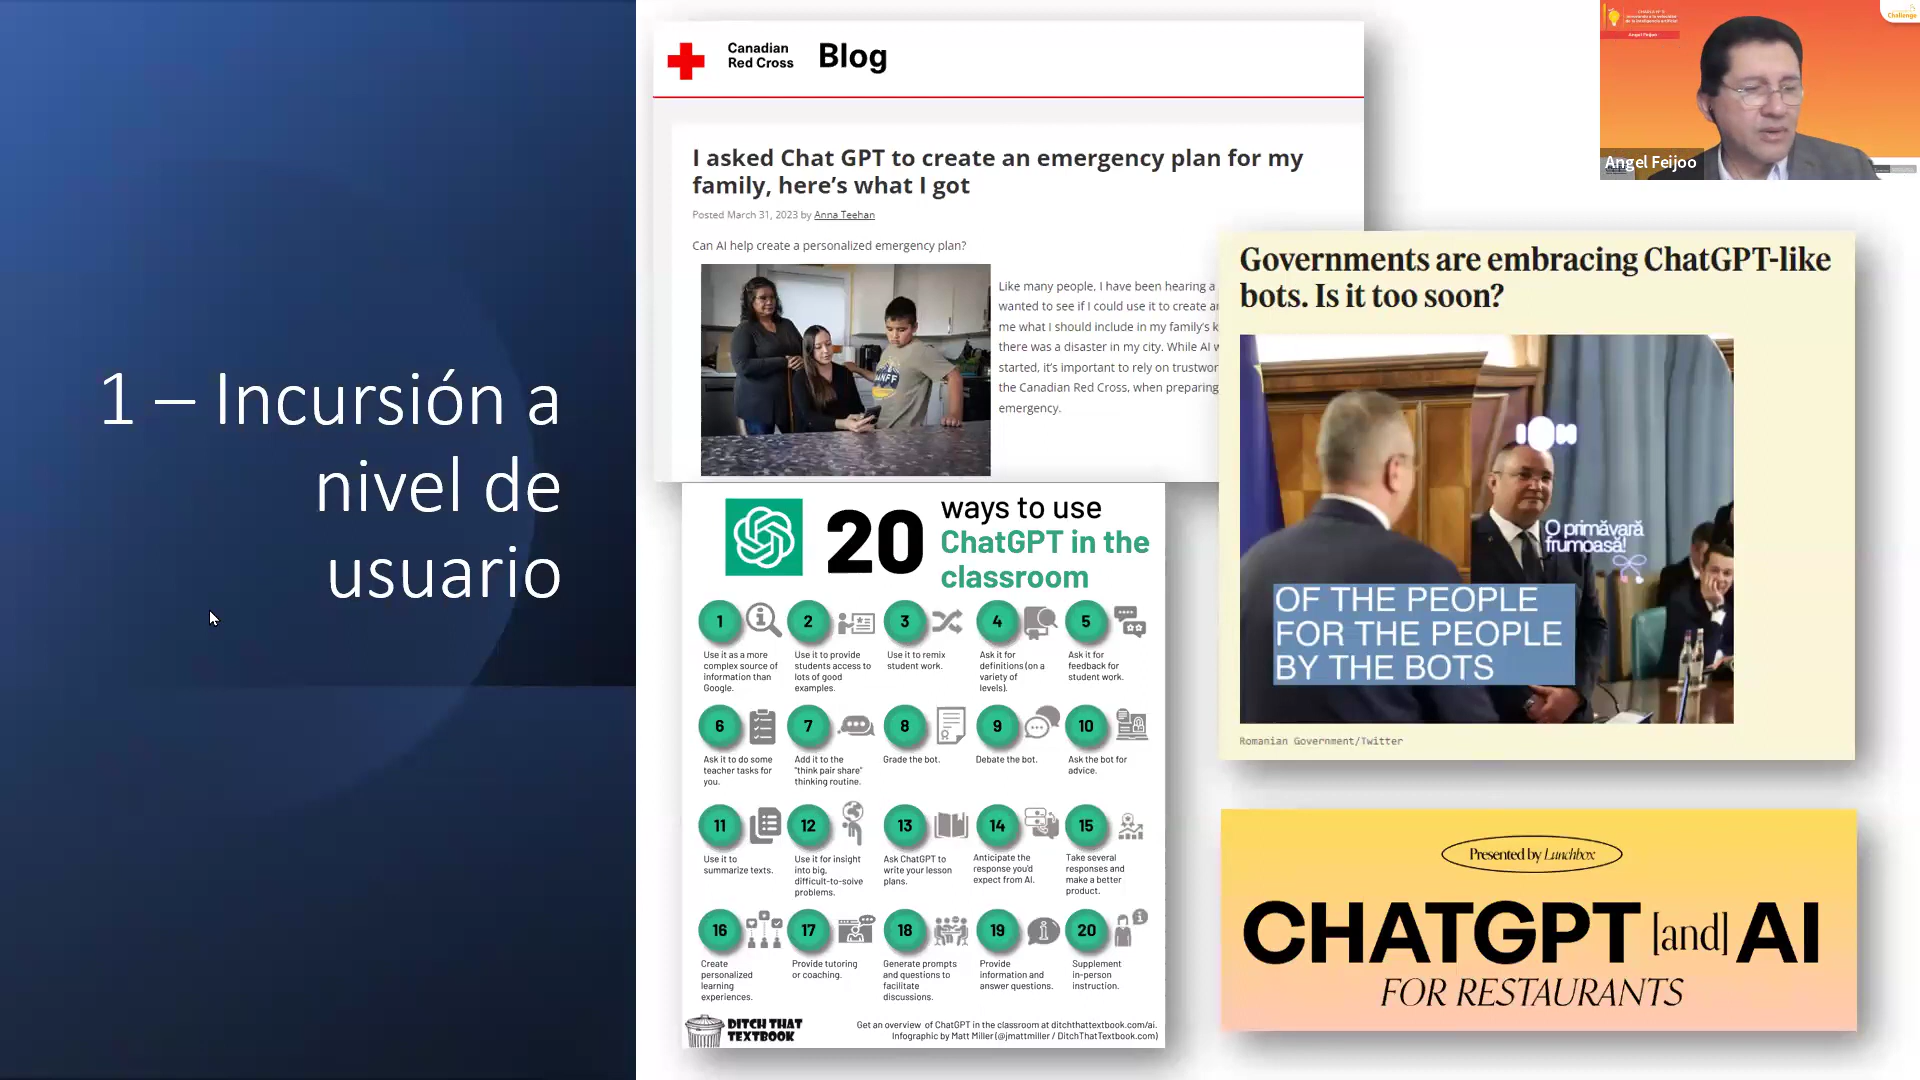 1 – Incursión a
nivel de
usuario
Canadian
Red Cross
Blog
I asked Chat GPT to create an emergency plan for my
family, here's what I got
Posted March 31, 2023 by Anna Teehan
Can AI help create a personalized emergency plan?
Like many people, I have been hearing a
wanted to see if I could use it to create a
me what I should include in my family's k
there was a disaster in my city. While AI w
started, it's important to rely on trustwor
the Canadian Red Cross, when preparing
emergency.
BANFF
Angel Feijoo
Challenge
Governments are embracing ChatGPT-like
bots. Is it too soon?
O primăvară
frumoasă!
OF THE PEOPLE
FOR THE PEOPLE
BY THE BOTS
Romanian Government/Twitter
20
ways to use
ChatGPT in the
classroom
1
Use it as a more
complex source of
information than
Google.
2
Use it to provide
students access to
lots of good
examples.
3
Use it to remix
student work.
4
Ask it for
definitions (on a
variety of
levels).
5
Ask it for
feedback for
student work.
6
Ask it to do some
teacher tasks for
you.
7
Add it to the
"think pair share"
thinking routine.
8
Grade the bot.
9
Debate the bot.
10
Ask the bot for
advice.
11
Use it to
summarize texts.
12
Use it for insight
into big,
difficult-to-solve
problems.
13
Ask ChatGPT to
write your lesson
plans.
14
Anticipate the
response you'd
expect from AI.
15
Take several
responses and
make a better
product.
16
Create
personalized
learning
experiences.
17
Provide tutoring
or coaching.
18
Generate prompts
and questions to
facilitate
discussions.
19
Provide
information and
answer questions.
20
Supplement
in-person
instruction.
DITCH THAT
TEXTBOOK
Get an overview of ChatGPT in the classroom at ditchthattextbook.com/ai.
Infographic by Matt Miller (@jmattmiller / DitchThatTextbook.com)
Presented by Lunchbox
CHATGPT [and] AI
FOR RESTAURANTS